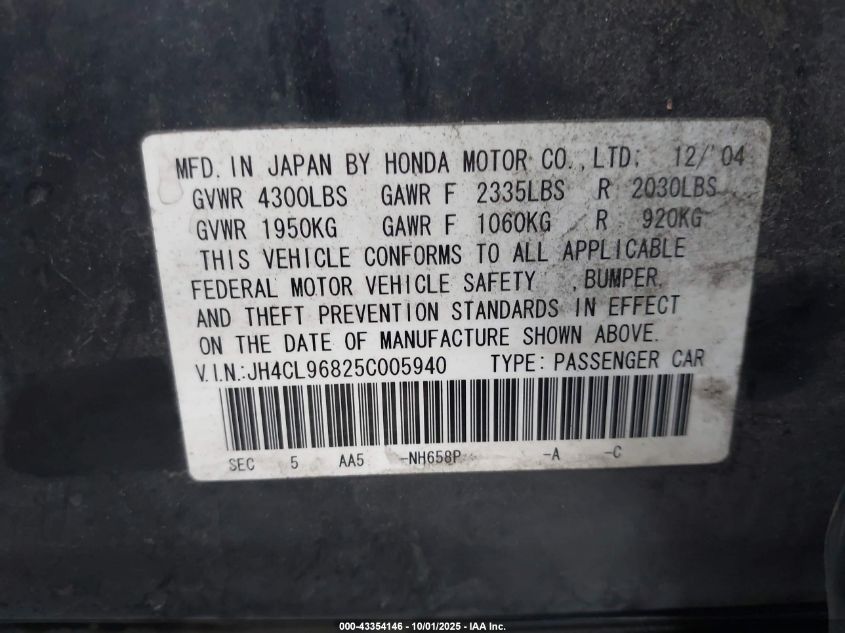 MFD. IN JAPAN BY HONDA MOTOR CO.,LTD. 12/'04
GVWR 4300LBS GAWR F 2335LBS R 2030LBS
GVWR 1950KG GAWR F 1060KG R 920KG
THIS VEHICLE CONFORMS TO ALL APPLICABLE
FEDERAL MOTOR VEHICLE SAFETY ,BUMPER,
AND THEFT PREVENTION STANDARDS IN EFFECT
ON THE DATE OF MANUFACTURE SHOWN ABOVE.
V.I.N.:JH4CL96825C005940 TYPE: PASSENGER CAR
SEC 5 AA5 -NH658P -A -C
000-43354146 - 10/01/2025 - IAA Inc.